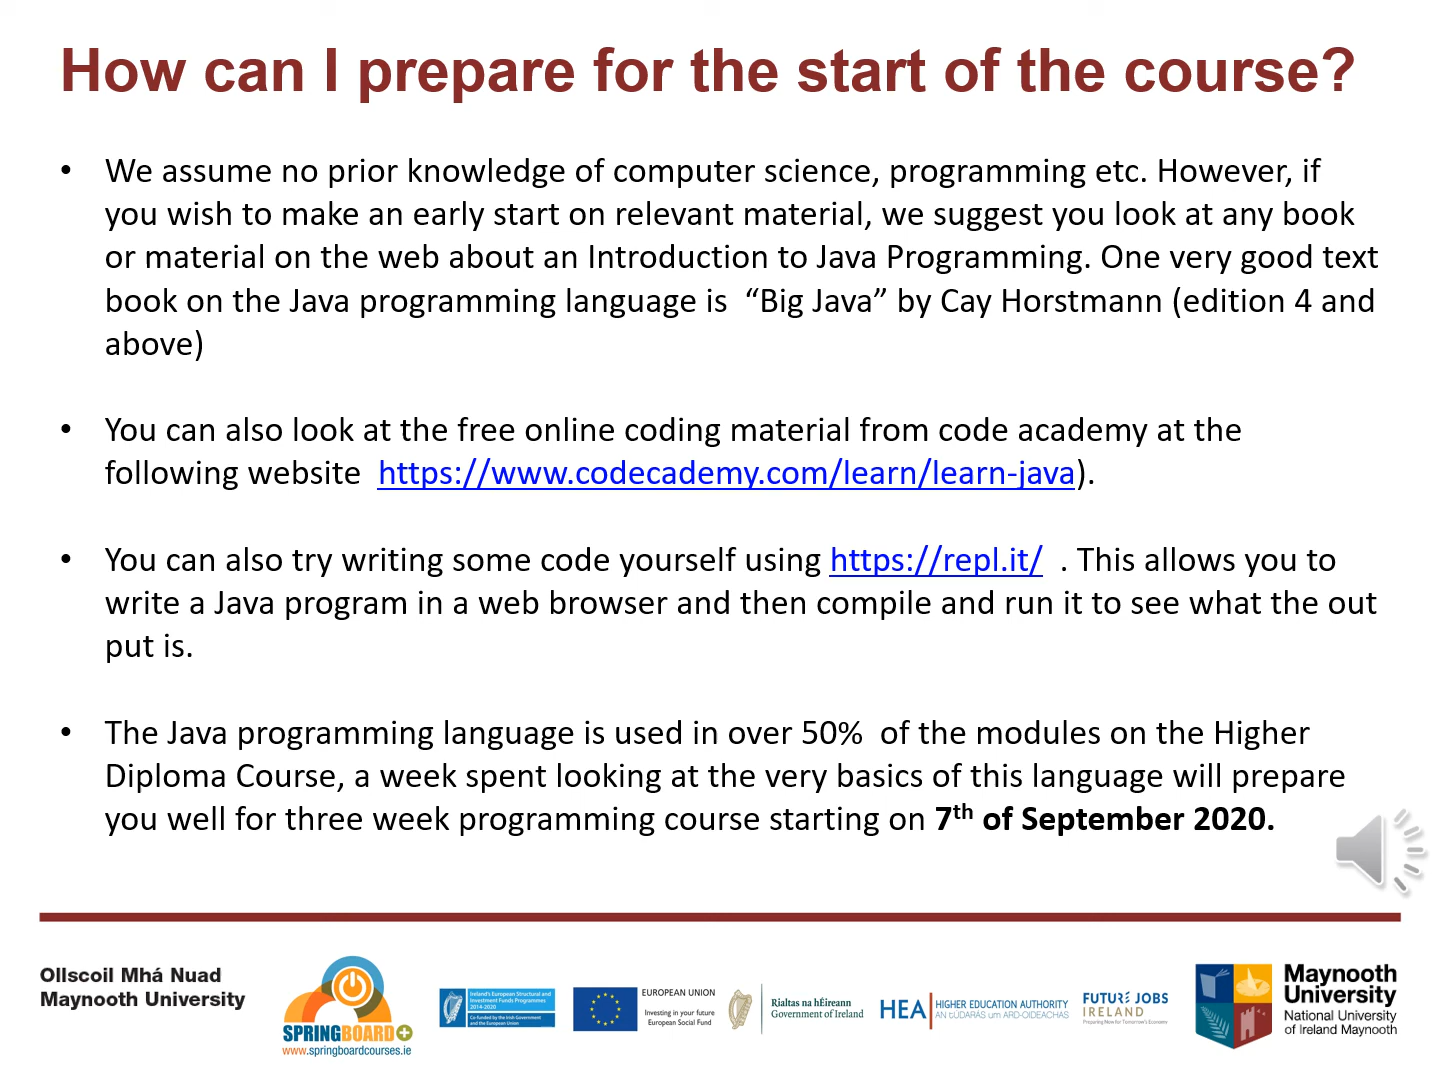 How can I prepare for the start of the course?
• We assume no prior knowledge of computer science, programming etc. However, if
you wish to make an early start on relevant material, we suggest you look at any book
or material on the web about an Introduction to Java Programming. One very good text
book on the Java programming language is “Big Java” by Cay Horstmann (edition 4 and
above)
• You can also look at the free online coding material from code academy at the
following website https://www.codecademy.com/learn/learn-java).
• You can also try writing some code yourself using https://repl.it/ . This allows you to
write a Java program in a web browser and then compile and run it to see what the out
put is.
• The Java programming language is used in over 50% of the modules on the Higher
Diploma Course, a week spent looking at the very basics of this language will prepare
you well for three week programming course starting on 7th of September 2020.
Ollscoil Mhá Nuad
Maynooth University
SPRINGBOARD+
www.springboardcourses.ie
Ireland's European Structural and
Investment Funds Programmes
2014-2020
Co-funded by the Irish Government
and the European Union
EUROPEAN UNION
Investing in your future
European Social Fund
Rialtas na hÉireann
Government of Ireland
HEA
HIGHER EDUCATION AUTHORITY
AN tÚDARÁS um ARD-OIDEACHAS
FUTURE JOBS
IRELAND
Preparing Now for Tomorrow's Economy
Maynooth
University
National University
of Ireland Maynooth